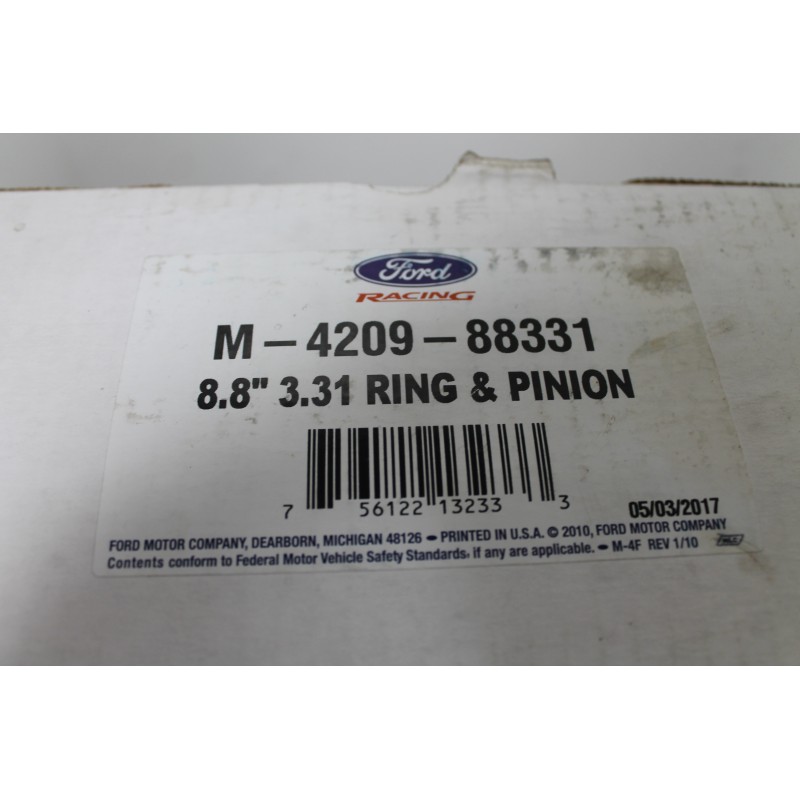 Ford
RACING
M-4209-88331
8.8" 3.31 RING & PINION
7 56122 13233 3
05/03/2017
FORD MOTOR COMPANY, DEARBORN, MICHIGAN 48126 - PRINTED IN U.S.A. © 2010, FORD MOTOR COMPANY
Contents conform to Federal Motor Vehicle Safety Standards, if any are applicable. - M-4F REV 1/10